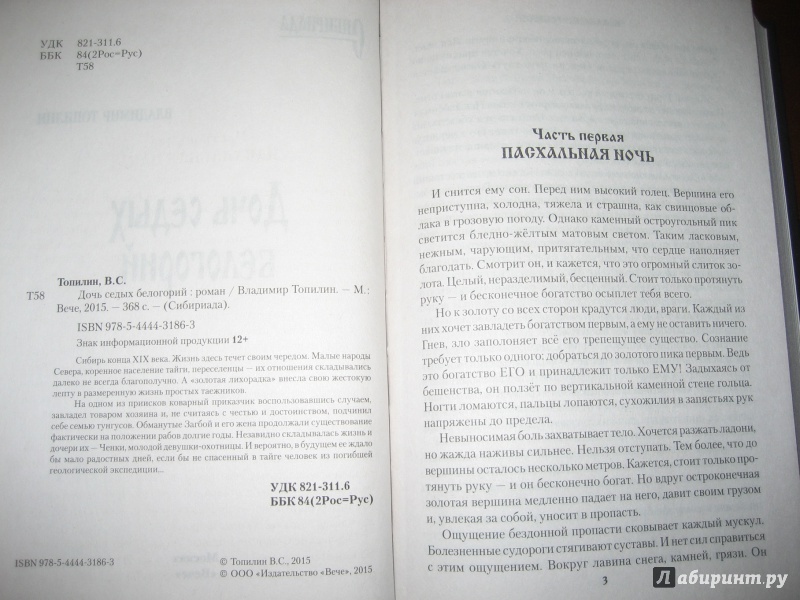 УДК 821-311.6
ББК 84(2Рос=Рус)
Т58
Топилин, В.С.
Т58 Дочь седых белогорий : роман / Владимир Топилин. — М.:
Вече, 2015. — 368 с. — (Сибириада).
ISBN 978-5-4444-3186-3
Знак информационной продукции 12+
Сибирь конца XIX века. Жизнь здесь течет своим чередом. Малые народы
Севера, коренное население тайги, переселенцы — их отношения складывались
далеко не всегда благополучно. А «золотая лихорадка» внесла свою жестокую
лепту в размеренную жизнь простых таежников.
На одном из приисков коварный приказчик воспользовавшись случаем,
завладел товаром хозяина и, не считаясь с честью и достоинством, подчинил
себе семью тунгусов. Обманутые Загбой и его жена продолжали существование
фактически на положении рабов долгие годы. Незавидно складывалась жизнь и
дочери их — Ченки, молодой девушки-охотницы. И вероятно, в будущем ее ждало
бы мало радостных дней, если бы не спасенный в тайге человек из погибшей
геологической экспедиции...
УДК 821-311.6
ББК 84(2Рос=Рус)
ISBN 978-5-4444-3186-3
© Топилин В.С., 2015
© ООО «Издательство «Вече», 2015
Часть первая
ПАСХАЛЬНАЯ НОЧЬ
И снится ему сон. Перед ним высокий голец. Вершина его
неприступна, холодна, тяжела и страшна, как свинцовые об-
лака в грозовую погоду. Однако каменный остроугольный пик
светится бледно-жёлтым матовым светом. Таким ласковым,
нежным, чарующим, притягательным, что сердце наполняет
благодать. Смотрит он, и кажется, что это огромный слиток зо-
лота. Целый, неразделимый, бесценный. Стоит только протянуть
руку — и бесконечное богатство осыплет тебя всего.
Но к золоту со всех сторон крадутся люди, враги. Каждый из
них хочет завладеть богатством первым, а ему не оставить ничего.
Гнев, зло заполоняет всё его трепещущее существо. Сознание
требует только одного: добраться до золотого пика первым. Ведь
это богатство ЕГО и принадлежит только ЕМУ! Задыхаясь от
бешенства, он ползёт по вертикальной каменной стене гольца.
Ногти ломаются, пальцы лопаются, сухожилия в запястьях рук
напряжены до предела.
Невыносимая боль захватывает тело. Хочется разжать ладони,
но жажда наживы сильнее. Нельзя отступать. Тем более, что до
вершины осталось несколько метров. Кажется, стоит только про-
тянуть руку — и он бесконечно богат. Но вдруг остроконечная
золотая вершина медленно падает на него, давит своим грузом
и, увлекая за собой, уносит в пропасть.
Ощущение бездонной пропасти сковывает каждый мускул.
Болезненные судороги стягивают суставы. И нет сил справиться
с этим ощущением. Вокруг лавина снега, камней, грязи. Он
3
Лабиринт.ру